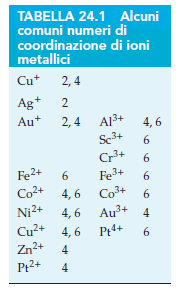 TABELLA 24.1 Alcuni
comuni numeri di
coordinazione di ioni
metallici
Cu⁺ 2, 4
Ag⁺ 2
Au⁺ 2, 4 Al³⁺ 4, 6
Sc³⁺ 6
Cr³⁺ 6
Fe²⁺ 6 Fe³⁺ 6
Co²⁺ 4, 6 Co³⁺ 6
Ni²⁺ 4, 6 Au³⁺ 4
Cu²⁺ 4, 6 Pt⁴⁺ 6
Zn²⁺ 4
Pt²⁺ 4